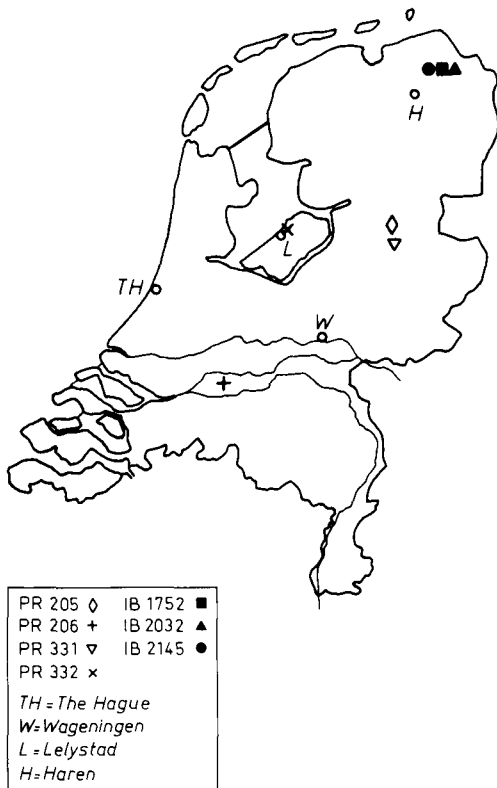 H
L
TH
W
PR 205 ◊ IB 1752 ■
PR 206 + IB 2032 ▲
PR 331 ▽ IB 2145 ●
PR 332 ×
TH = The Hague
W = Wageningen
L = Lelystad
H = Haren